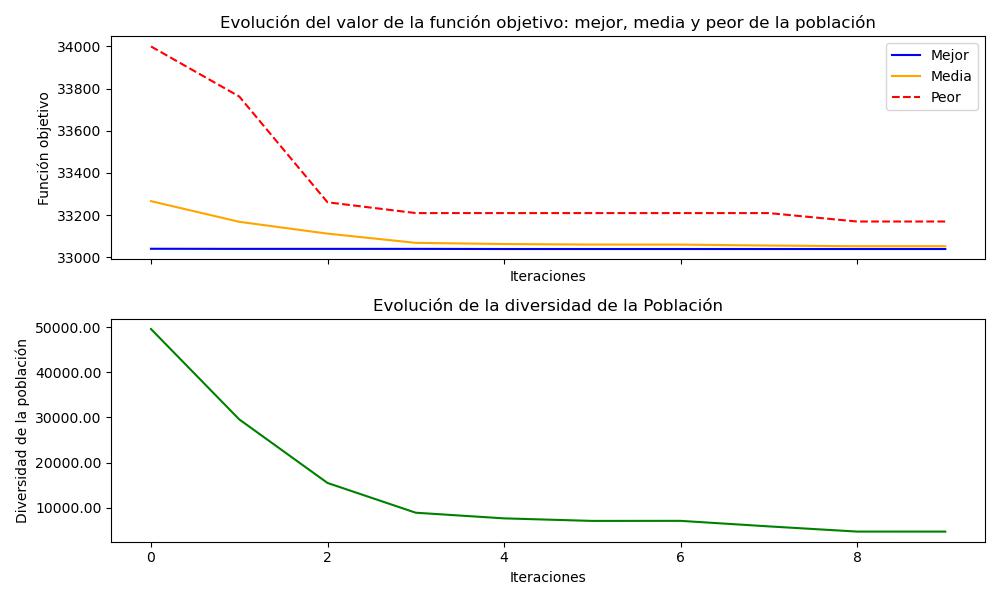 Evolución del valor de la función objetivo: mejor, media y peor de la población
34000
33800
33600
33400
33200
33000
Función objetivo
Mejor
Media
Peor
Iteraciones
Evolución de la diversidad de la Población
50000.00
40000.00
30000.00
20000.00
10000.00
Diversidad de la población
0 2 4 6 8
Iteraciones